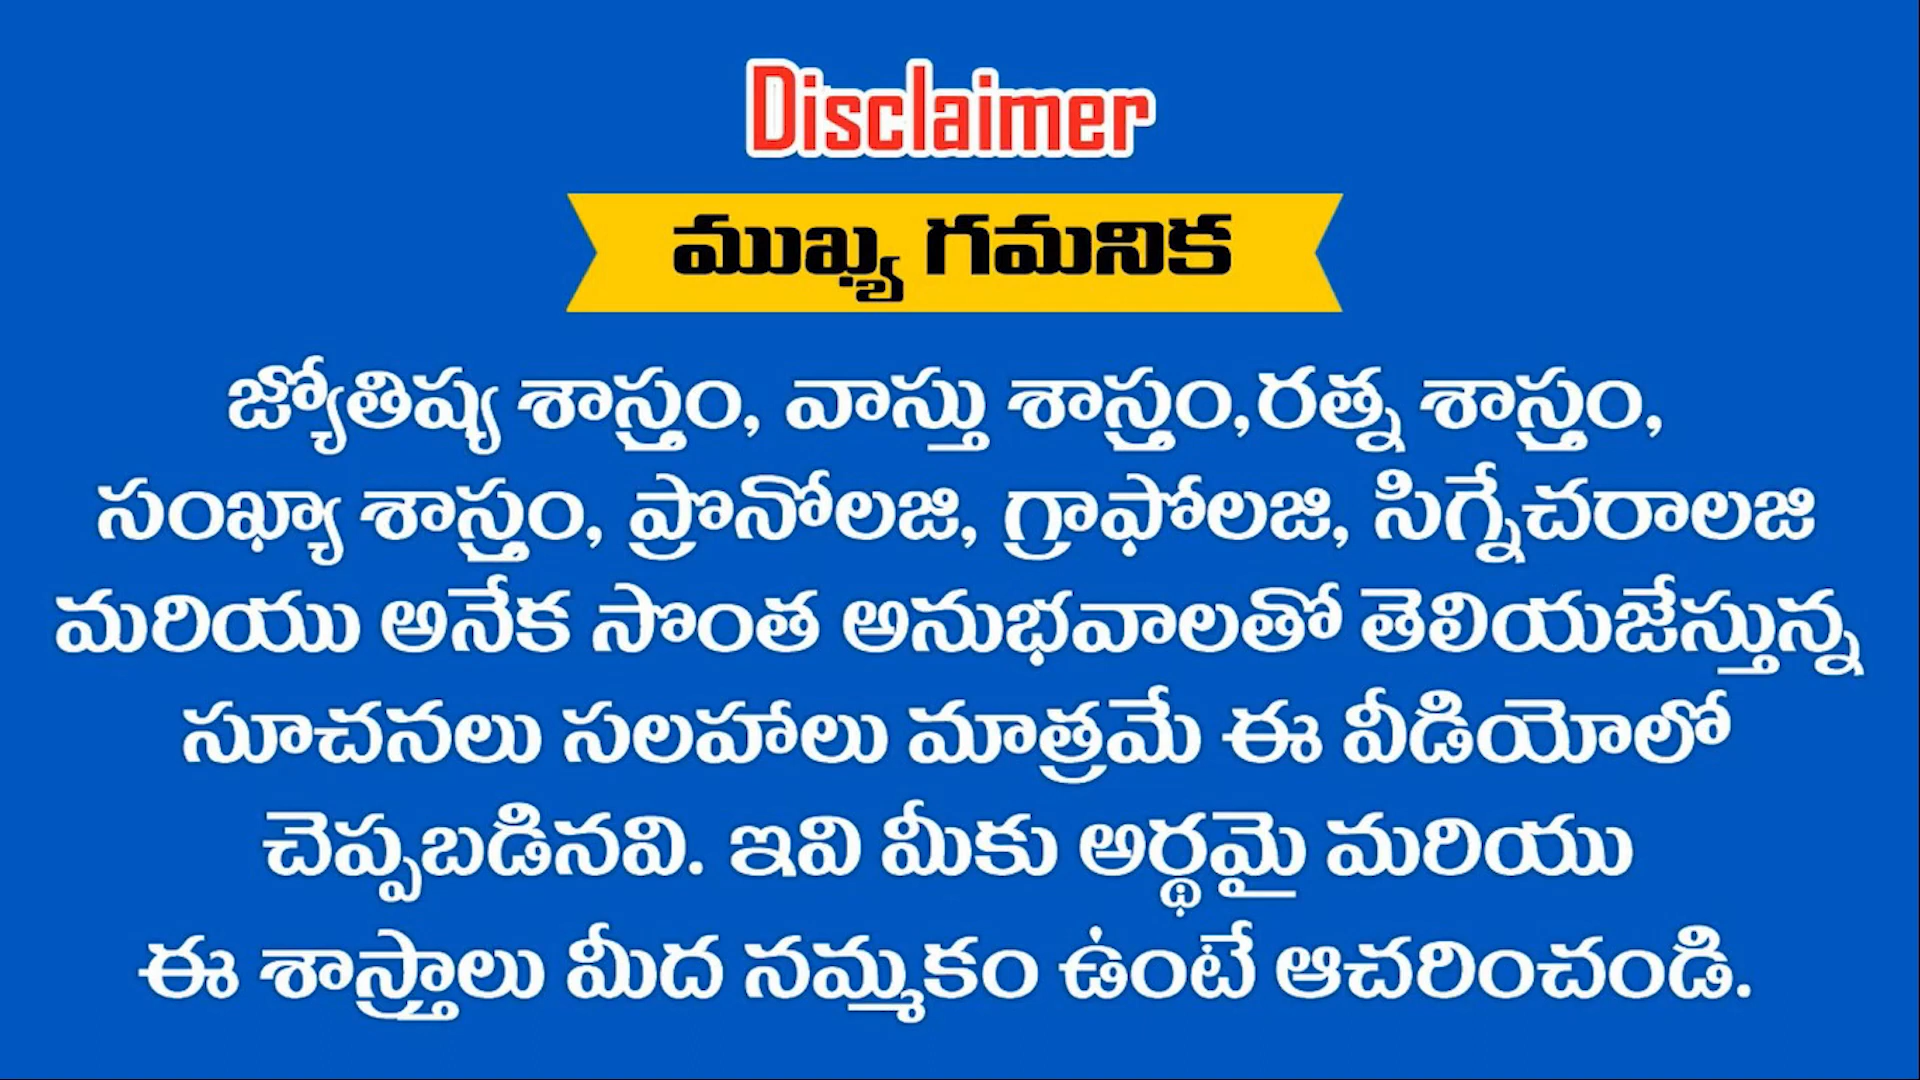 Disclaimer
ముఖ్య గమనిక
జ్యోతిష్య శాస్త్రం, వాస్తు శాస్త్రం,రత్న శాస్త్రం,
సంఖ్యా శాస్త్రం, ప్రొనోలజి, గ్రాఫోలజి, సిగ్నేచరాలజి
మరియు అనేక సొంత అనుభవాలతో తెలియజేస్తున్న
సూచనలు సలహాలు మాత్రమే ఈ వీడియోలో
చెప్పబడినవి. ఇవి మీకు అర్థమై మరియు
ఈ శాస్త్రాలు మీద నమ్మకం ఉంటే ఆచరించండి.